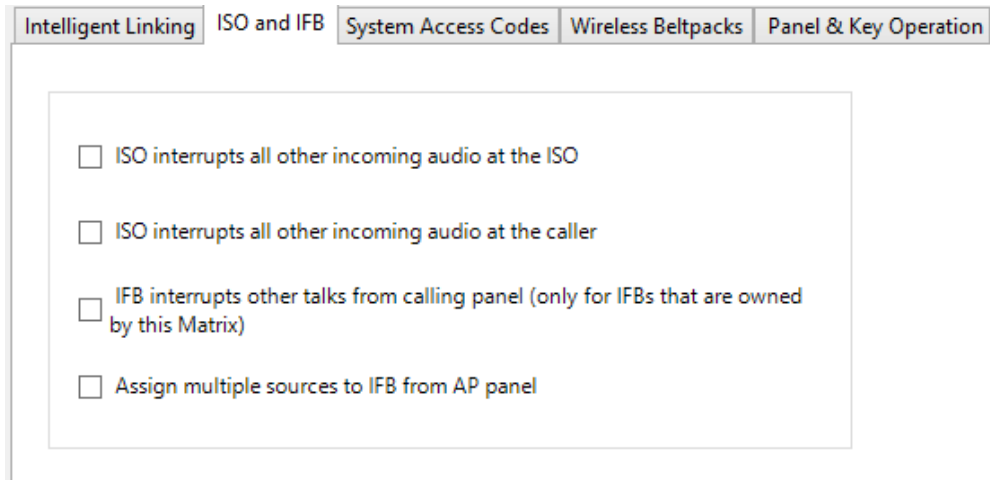 Intelligent Linking ISO and IFB System Access Codes Wireless Beltpacks Panel & Key Operation
ISO interrupts all other incoming audio at the ISO
ISO interrupts all other incoming audio at the caller
IFB interrupts other talks from calling panel (only for IFBs that are owned
by this Matrix)
Assign multiple sources to IFB from AP panel